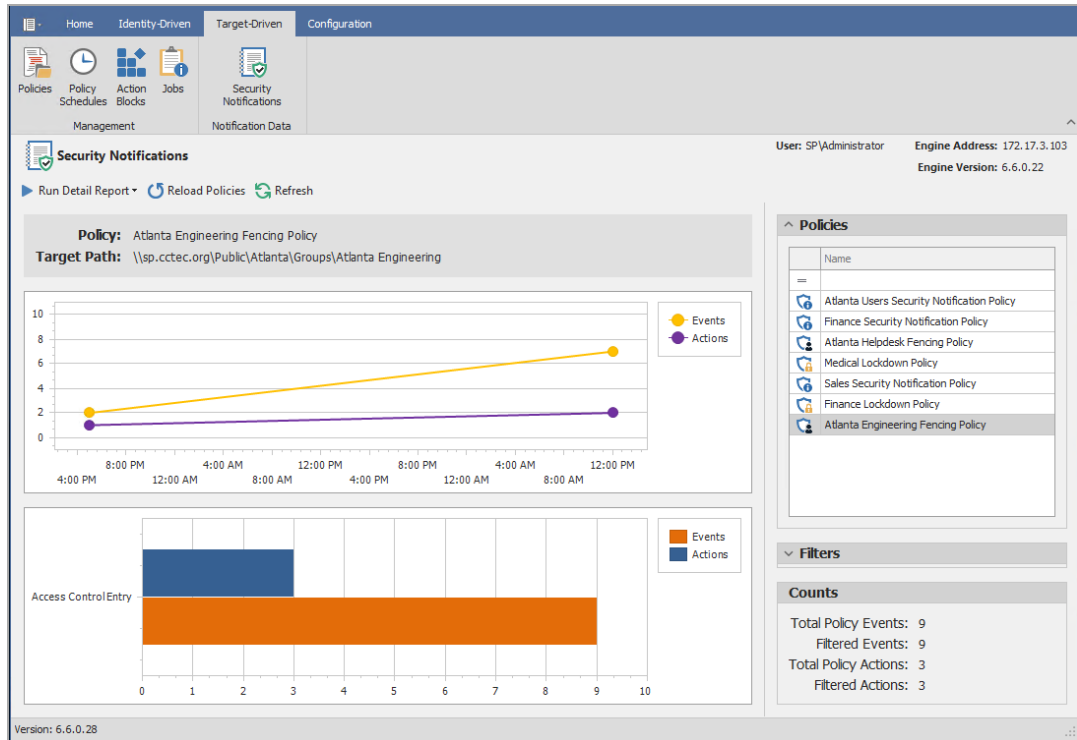 Home Identity-Driven Target-Driven Configuration
Policies Policy Schedules Action Blocks Jobs Security Notifications
Management Notification Data
Security Notifications
User: SP\Administrator Engine Address: 172.17.3.103
Engine Version: 6.6.0.22
Run Detail Report Reload Policies Refresh
Policy: Atlanta Engineering Fencing Policy
Target Path: \\sp.cctec.org\Public\Atlanta\Groups\Atlanta Engineering
10
8
6
4
2
0
8:00 PM 4:00 AM 12:00 PM 8:00 PM 4:00 AM 12:00 PM
4:00 PM 12:00 AM 8:00 AM 4:00 PM 12:00 AM 8:00 AM
Events
Actions
Access Control Entry
0 1 2 3 4 5 6 7 8 9 10
Events
Actions
Policies
Name
=
Atlanta Users Security Notification Policy
Finance Security Notification Policy
Atlanta Helpdesk Fencing Policy
Medical Lockdown Policy
Sales Security Notification Policy
Finance Lockdown Policy
Atlanta Engineering Fencing Policy
Filters
Counts
Total Policy Events: 9
Filtered Events: 9
Total Policy Actions: 3
Filtered Actions: 3
Version: 6.6.0.28